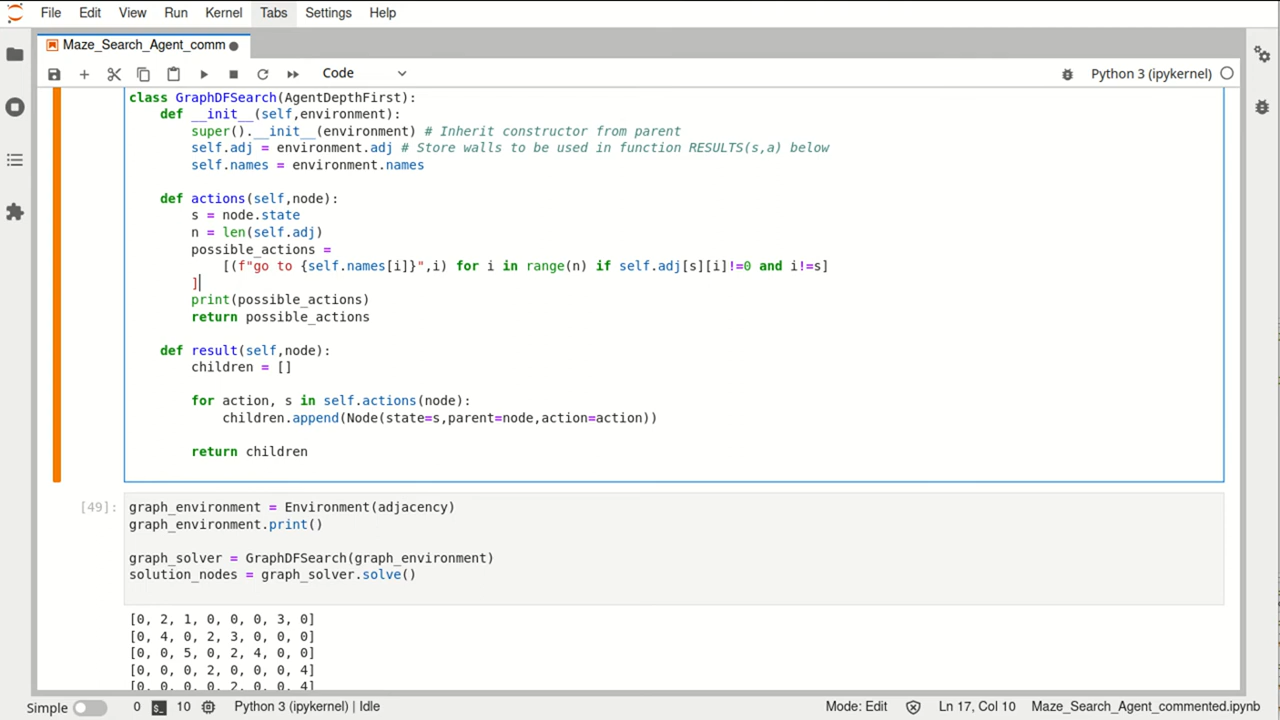 File Edit View Run Kernel Tabs Settings Help
Maze_Search_Agent_comm
Code
Python 3 (ipykernel)
class GraphDFSearch(AgentDepthFirst):
def __init__(self,environment):
super().__init__(environment) # Inherit constructor from parent
self.adj = environment.adj # Store walls to be used in function RESULTS(s,a) below
self.names = environment.names
def actions(self,node):
s = node.state
n = len(self.adj)
possible_actions =
[(f"go to {self.names[i]}",i) for i in range(n) if self.adj[s][i]!=0 and i!=s]
]
print(possible_actions)
return possible_actions
def result(self,node):
children = []
for action, s in self.actions(node):
children.append(Node(state=s,parent=node,action=action))
return children
[49]:
graph_environment = Environment(adjacency)
graph_environment.print()
graph_solver = GraphDFSearch(graph_environment)
solution_nodes = graph_solver.solve()
[0, 2, 1, 0, 0, 0, 3, 0]
[0, 4, 0, 2, 3, 0, 0, 0]
[0, 0, 5, 0, 2, 4, 0, 0]
[0, 0, 0, 2, 0, 0, 0, 4]
[0, 0, 0, 0, 2, 0, 0, 4]
Simple 0 10 Python 3 (ipykernel) | Idle Mode: Edit Ln 17, Col 10 Maze_Search_Agent_commented.ipynb